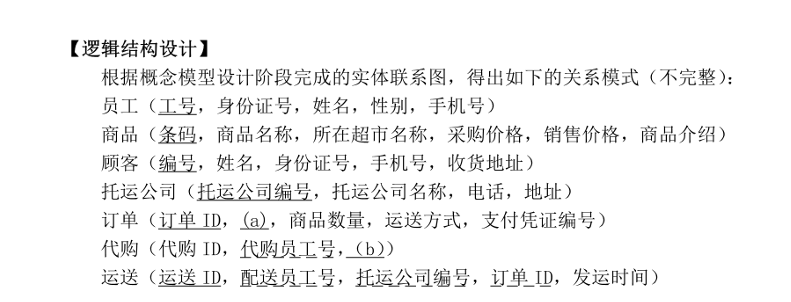 【逻辑结构设计】
根据概念模型设计阶段完成的实体联系图，得出如下的关系模式（不完整）：
员工（工号，身份证号，姓名，性别，手机号）
商品（条码，商品名称，所在超市名称，采购价格，销售价格，商品介绍）
顾客（编号，姓名，身份证号，手机号，收货地址）
托运公司（托运公司编号，托运公司名称，电话，地址）
订单（订单 ID，(a)，商品数量，运送方式，支付凭证编号）
代购（代购 ID，代购员工号，(b)）
运送（运送 ID，配送员工号，托运公司编号，订单 ID，发运时间）